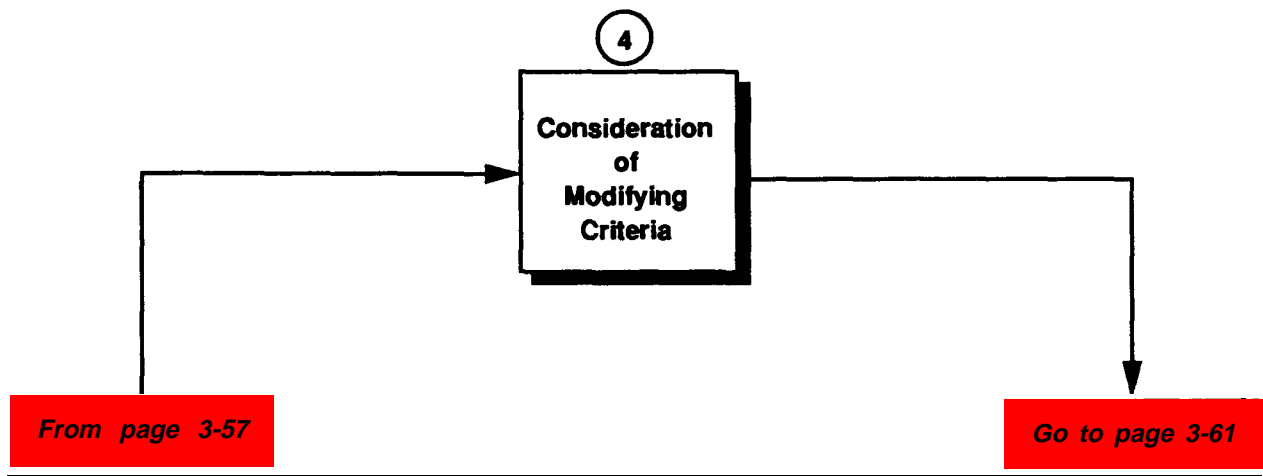 4
Consideration
of
Modifying
Criteria
From page 3-57
Go to page 3-61